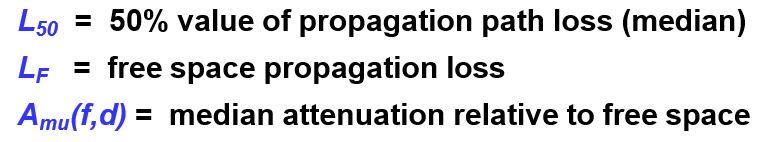 L50 = 50% value of propagation path loss (median)
LF = free space propagation loss
Amu(f,d) = median attenuation relative to free space